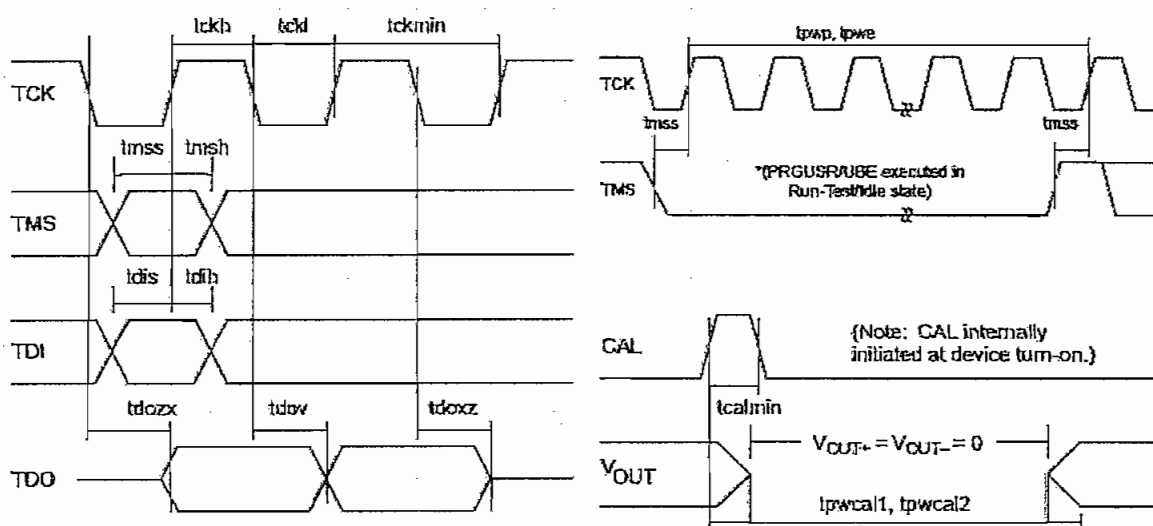 tckh tckl tckmin
TCK
tmss tmsh
TMS
tdis tdih
TDI
tdozx tdov tdoxz
TDO
tpwp, tpwe
TCK
tmss tmss
*(PRGUSR/UBE executed in
Run-Test/Idle state)
TMS
CAL
{Note: CAL internally
initiated at device turn-on.}
tcalmin
VOUT+ = VOUT– = 0
VOUT
tpwcal1, tpwcal2